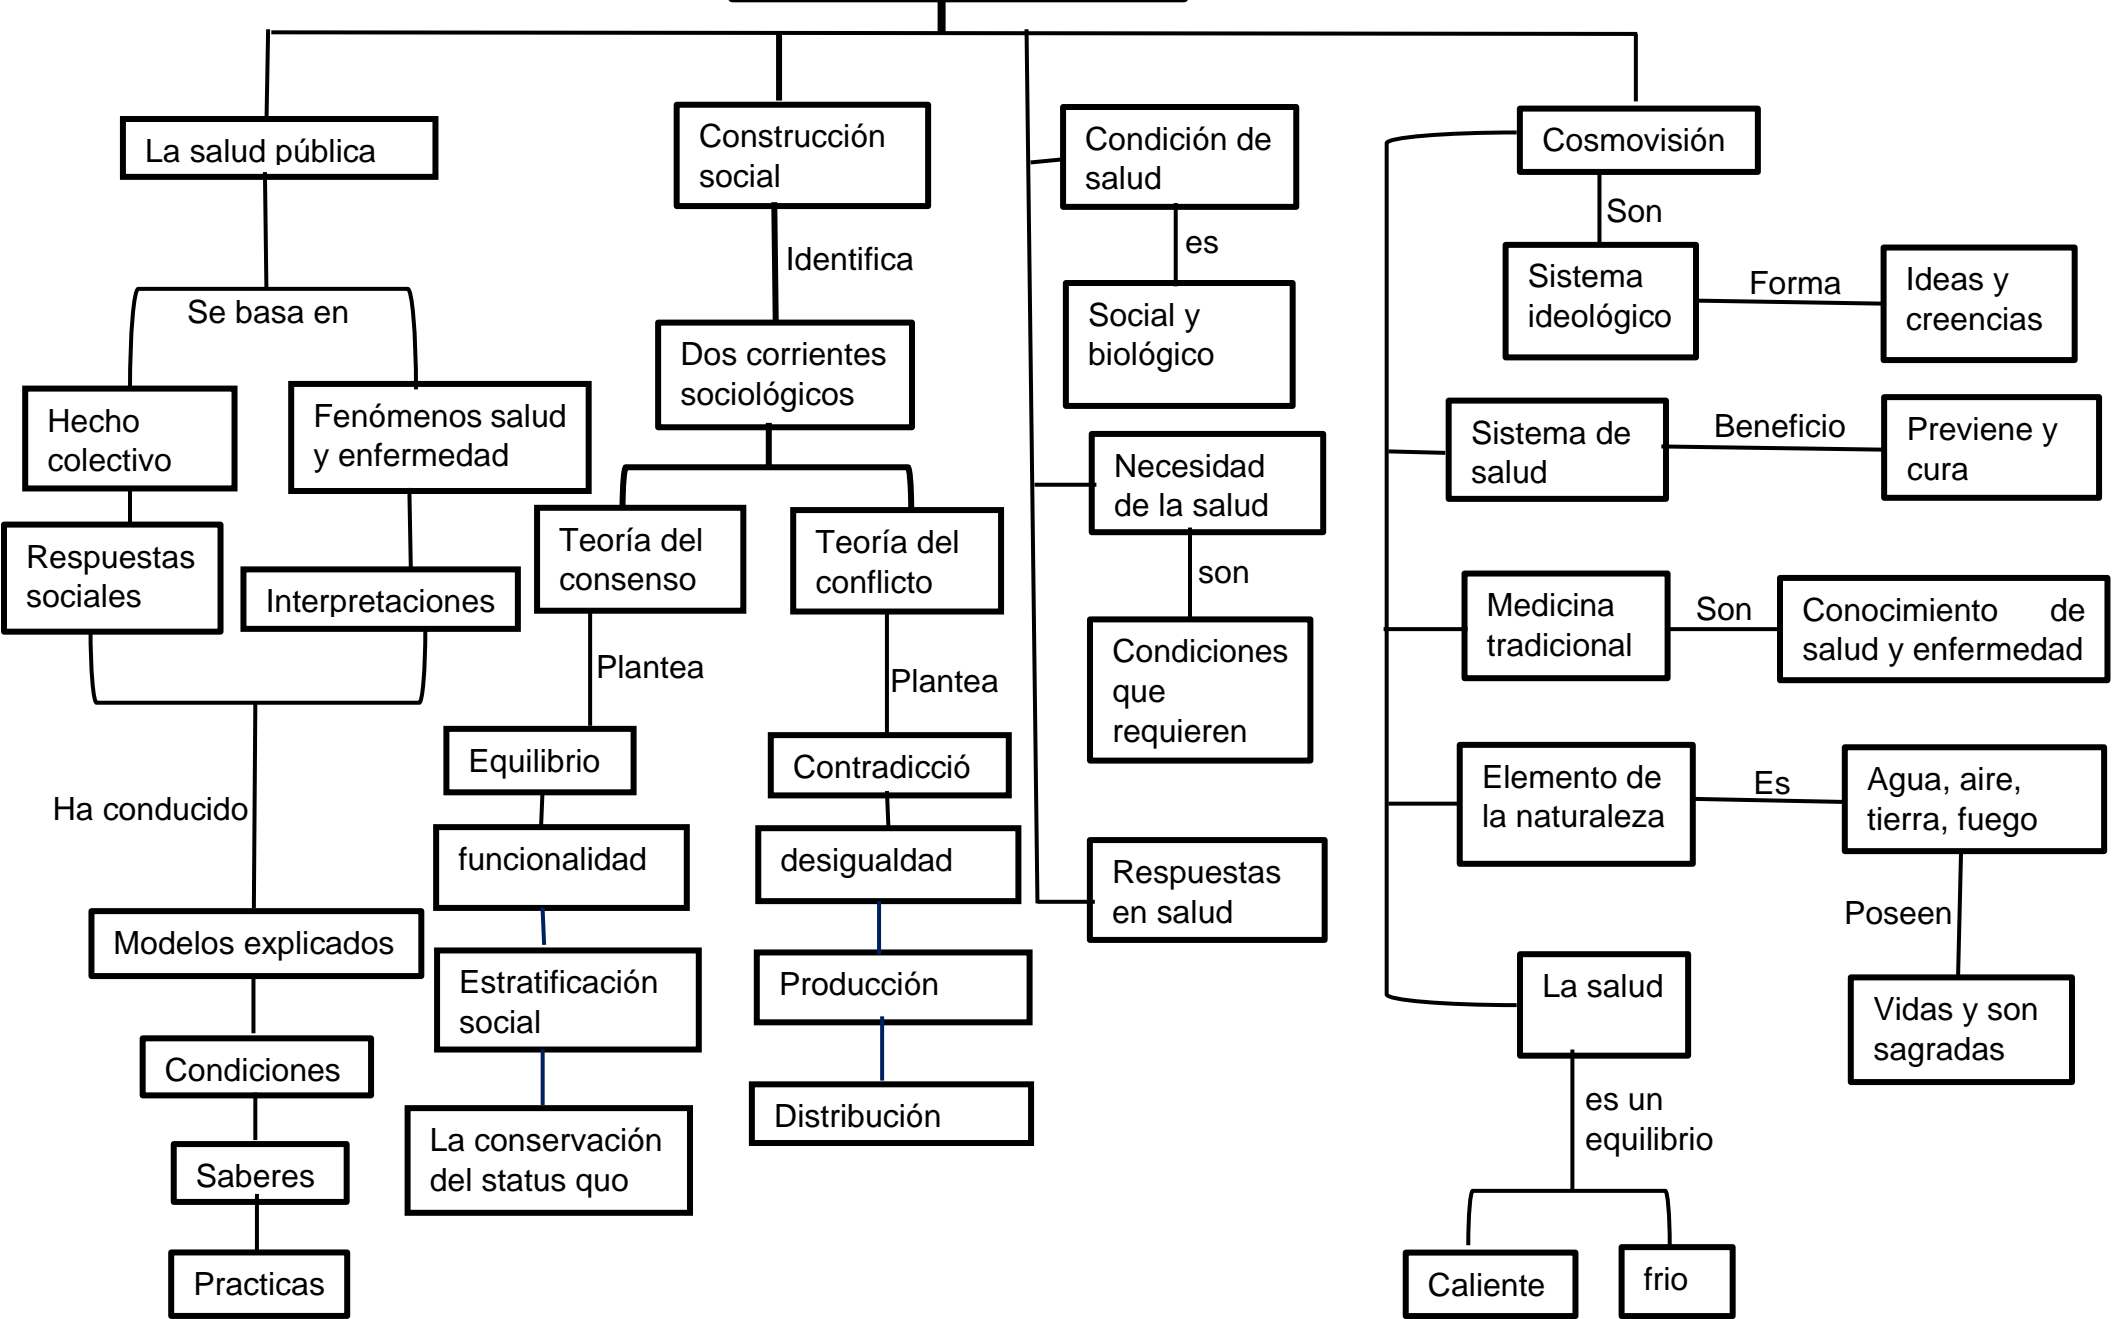 La salud pública
Se basa en
Hecho
colectivo
Fenómenos salud
y enfermedad
Respuestas
sociales
Interpretaciones
Ha conducido
Modelos explicados
Condiciones
Saberes
Practicas
Construcción
social
Identifica
Dos corrientes
sociológicos
Teoría del
consenso
Plantea
Equilibrio
funcionalidad
Estratificación
social
La conservación
del status quo
Teoría del
conflicto
Plantea
Contradicció
desigualdad
Producción
Distribución
Condición de
salud
es
Social y
biológico
Necesidad
de la salud
son
Condiciones
que
requieren
Respuestas
en salud
Cosmovisión
Son
Sistema
ideológico
Forma
Ideas y
creencias
Sistema de
salud
Beneficio
Previene y
cura
Medicina
tradicional
Son
Conocimiento de
salud y enfermedad
Elemento de
la naturaleza
Es
Agua, aire,
tierra, fuego
Poseen
Vidas y son
sagradas
La salud
es un
equilibrio
Caliente
frio